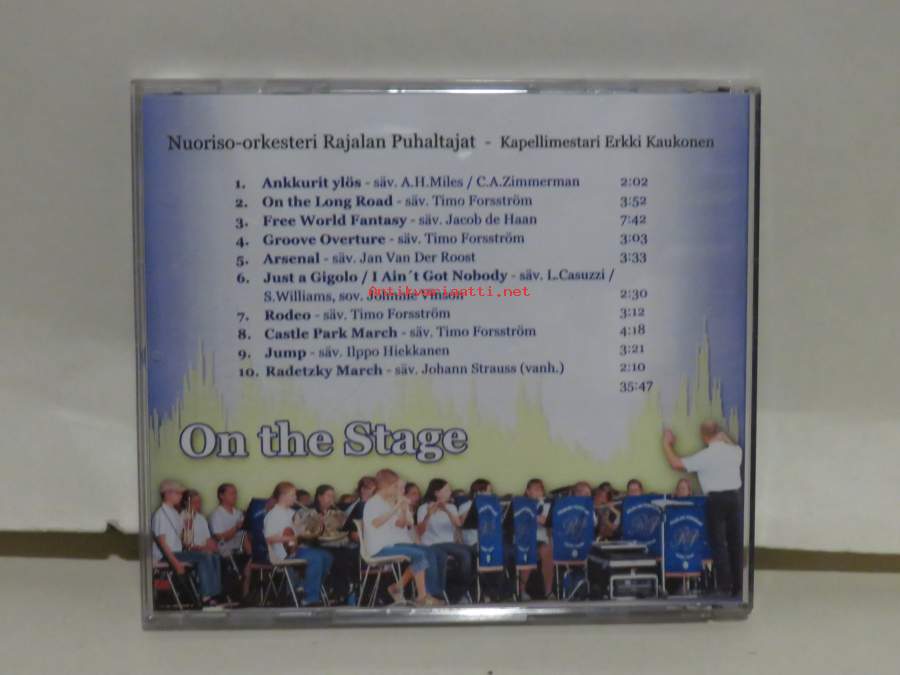 Nuoriso-orkesteri Rajalan Puhaltajat - Kapellimestari Erkki Kaukonen
1. Ankkurit ylös - säv. A.H.Miles / C.A.Zimmerman 2:02
2. On the Long Road - säv. Timo Forsström 3:52
3. Free World Fantasy - säv. Jacob de Haan 7:42
4. Groove Overture - säv. Timo Forsström 3:03
5. Arsenal - säv. Jan Van Der Roost 3:33
6. Just a Gigolo / I Ain´t Got Nobody - säv. L.Casuzzi /
S.Williams, sov. Johnnie Vinson 2:30
Antikvariaatti.net
7. Rodeo - säv. Timo Forsström 3:12
8. Castle Park March - säv. Timo Forsström 4:18
9. Jump - säv. Ilppo Hiekkanen 3:21
10. Radetzky March - säv. Johann Strauss (vanh.) 2:10
35:47
On the Stage